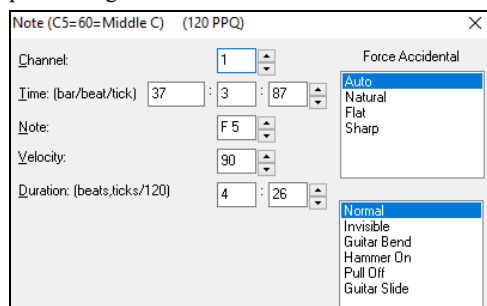 Note (C5=60=Middle C) (120 PPQ)
Channel: 1
Time: (bar/beat/tick) 37 : 3 : 87
Note: F 5
Velocity: 90
Duration: (beats,ticks/120) 4 : 26
Force Accidental
Auto
Natural
Flat
Sharp
Normal
Invisible
Guitar Bend
Hammer On
Pull Off
Guitar Slide